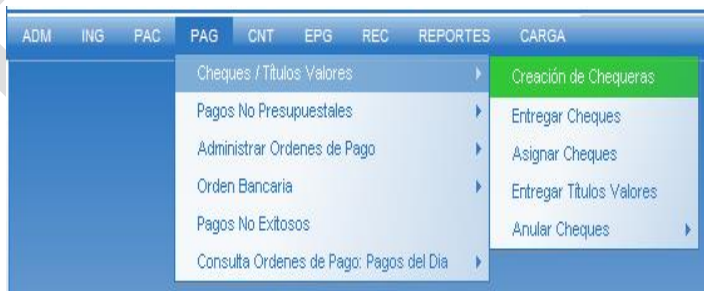 ADM ING PAC PAG CNT EPG REC REPORTES CARGA
Cheques / Títulos Valores
Pagos No Presupuestales
Administrar Ordenes de Pago
Orden Bancaria
Pagos No Exitosos
Consulta Ordenes de Pago: Pagos del Dia
Creación de Chequeras
Entregar Cheques
Asignar Cheques
Entregar Títulos Valores
Anular Cheques